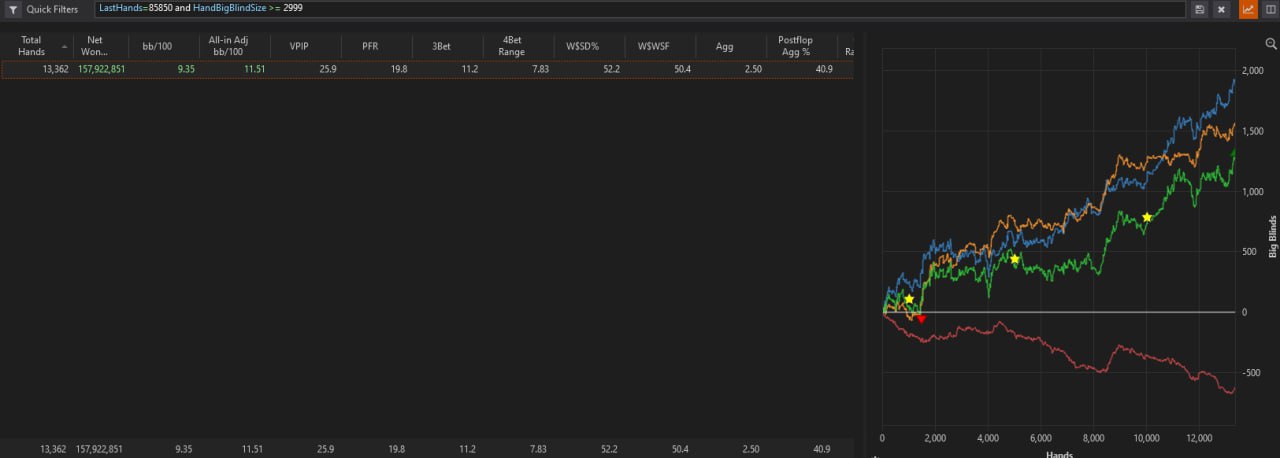 Quick Filters LastHands=85850 and HandBigBlindSize >= 2999
Total Hands Net Won... bb/100 All-in Adj bb/100 VPIP PFR 3Bet 4Bet Range W$SD% W$WSF Agg Postflop Agg % Ra
13,362 157,922,851 9.35 11.51 25.9 19.8 11.2 7.83 52.2 50.4 2.50 40.9
2,000
1,500
1,000
500
0
-500
Big Blinds
0 2,000 4,000 6,000 8,000 10,000 12,000
Hands
13,362 157,922,851 9.35 11.51 25.9 19.8 11.2 7.83 52.2 50.4 2.50 40.9